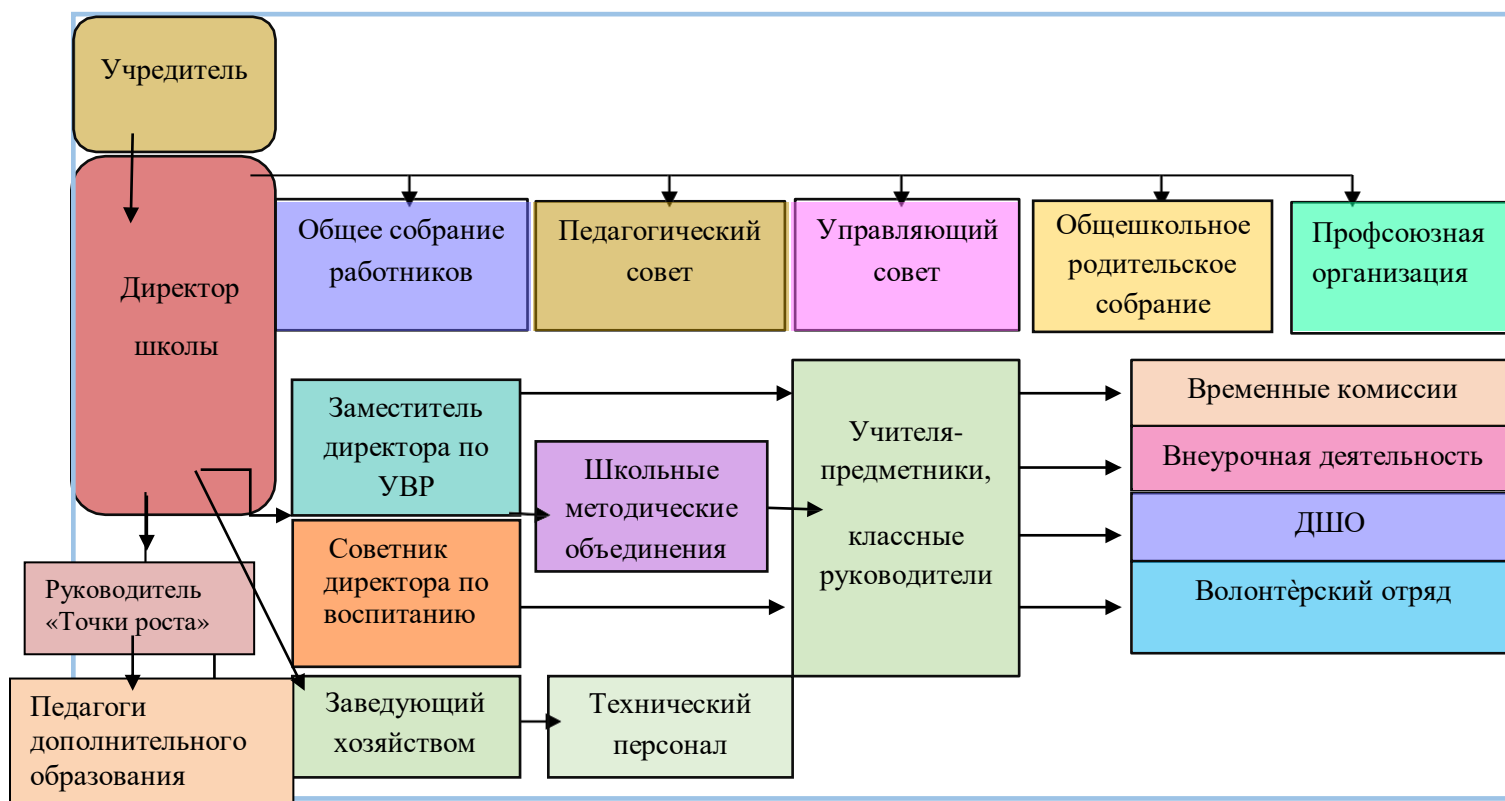 Учредитель
Директор
школы
Общее собрание
работников
Педагогический
совет
Управляющий
совет
Общешкольное
родительское
собрание
Профсоюзная
организация
Заместитель
директора по
УВР
Советник
директора по
воспитанию
Школьные
методические
объединения
Учителя-
предметники,
классные
руководители
Временные комиссии
Внеурочная деятельность
ДШО
Волонтѐрский отряд
Руководитель
«Точки роста»
Педагоги
дополнительного
образования
Заведующий
хозяйством
Технический
персонал